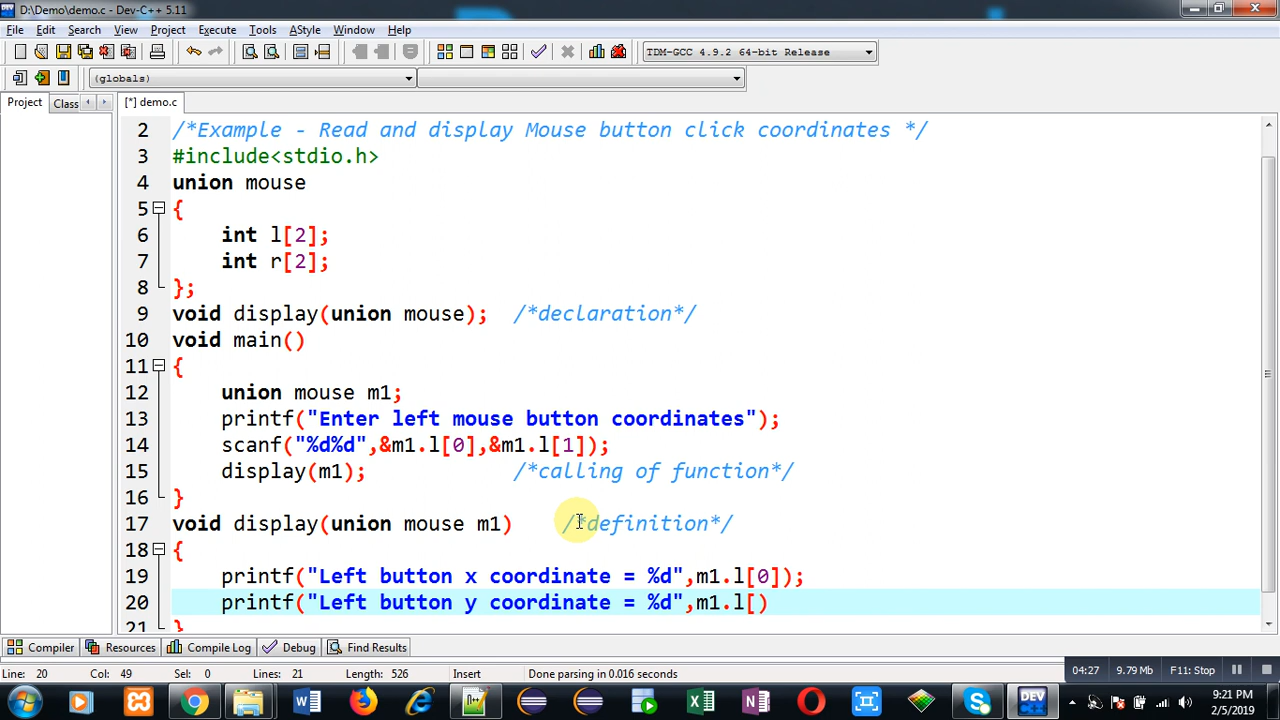 D:\Demo\demo.c - Dev-C++ 5.11
File Edit Search View Project Execute Tools AStyle Window Help
TDM-GCC 4.9.2 64-bit Release
(globals)
Project Class [*] demo.c
2 /*Example - Read and display Mouse button click coordinates */
3 #include<stdio.h>
4 union mouse
5 {
6 int l[2];
7 int r[2];
8 };
9 void display(union mouse); /*declaration*/
10 void main()
11 {
12 union mouse m1;
13 printf("Enter left mouse button coordinates");
14 scanf("%d%d",&m1.l[0],&m1.l[1]);
15 display(m1); /*calling of function*/
16 }
17 void display(union mouse m1) /*definition*/
18 {
19 printf("Left button x coordinate = %d",m1.l[0]);
20 printf("Left button y coordinate = %d",m1.l[)
21 }
Compiler Resources Compile Log Debug Find Results
Line: 20 Col: 49 Sel: 0 Lines: 21 Length: 526 Insert Done parsing in 0.016 seconds
04:27 9.79 Mb F11: Stop
9:21 PM
2/5/2019